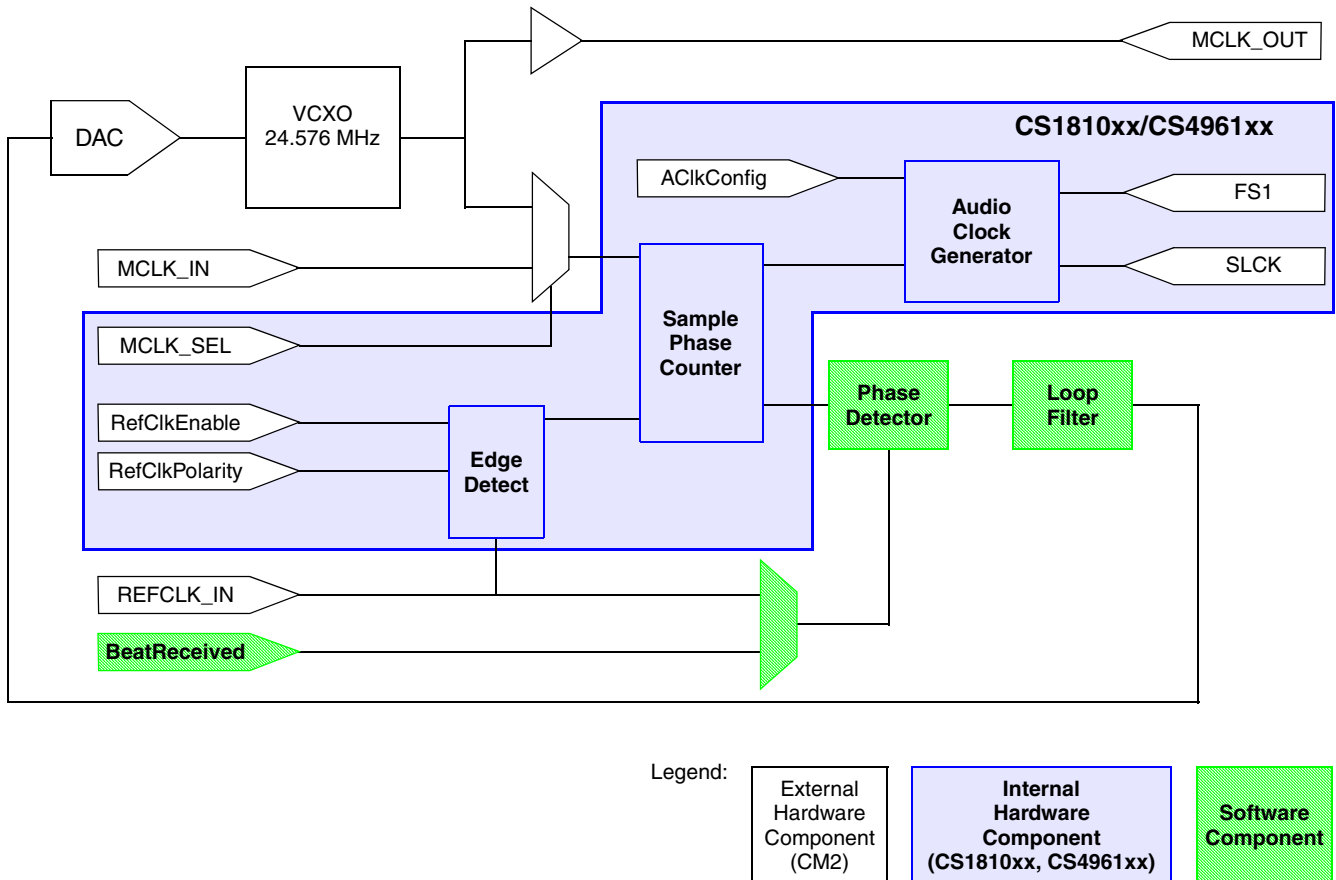 MCLK_OUT
VCXO
24.576 MHz
DAC
CS1810xx/CS4961xx
AClkConfig
Audio
Clock
Generator
FS1
SLCK
MCLK_IN
MCLK_SEL
Sample
Phase
Counter
RefClkEnable
RefClkPolarity
Edge
Detect
Phase
Detector
Loop
Filter
REFCLK_IN
BeatReceived
Legend:
External
Hardware
Component
(CM2)
Internal
Hardware
Component
(CS1810xx, CS4961xx)
Software
Component